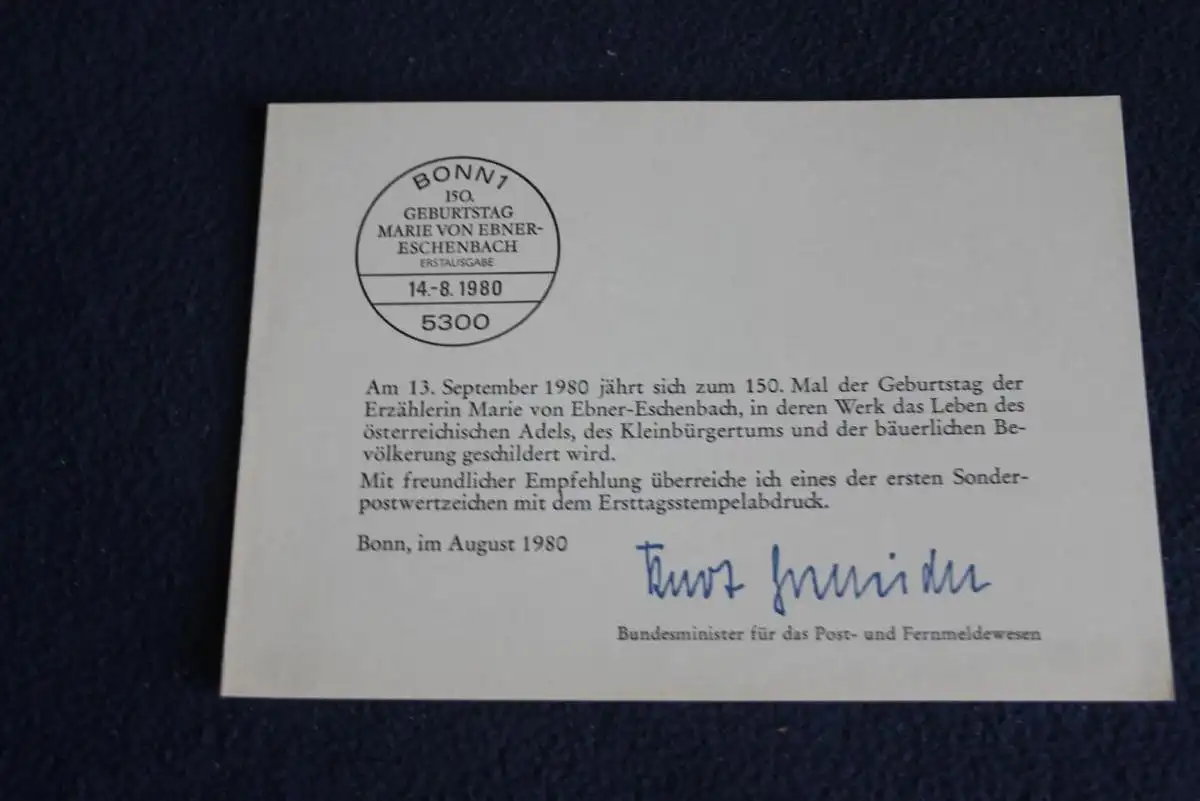 BONN 1
150.
GEBURTSTAG
MARIE VON EBNER-
ESCHENBACH
ERSTAUSGABE
14.-8.1980
5300
Am 13. September 1980 jährt sich zum 150. Mal der Geburtstag der
Erzählerin Marie von Ebner-Eschenbach, in deren Werk das Leben des
österreichischen Adels, des Kleinbürgertums und der bäuerlichen Be-
völkerung geschildert wird.
Mit freundlicher Empfehlung überreiche ich eines der ersten Sonder-
postwertzeichen mit dem Ersttagsstempelabdruck.
Bonn, im August 1980
Kurt Gscheidle
Bundesminister für das Post- und Fernmeldewesen